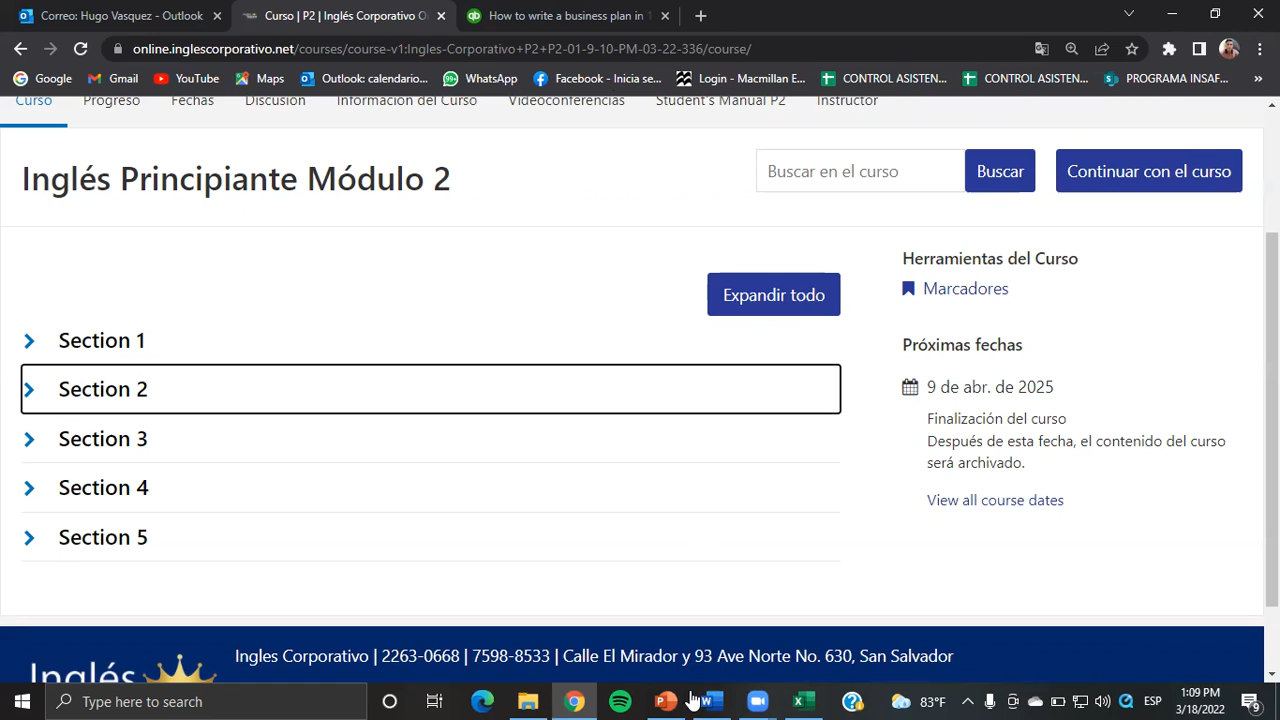 Correo: Hugo Vasquez - Outlook
Curso | P2 | Inglés Corporativo O
How to write a business plan in 1
online.inglescorporativo.net/courses/course-v1:Ingles-Corporativo+P2+P2-01-9-10-PM-03-22-336/course/
Google
Gmail
YouTube
Maps
Outlook: calendario...
99+
WhatsApp
Facebook - Inicia se...
Login - Macmillan E...
CONTROL ASISTEN...
CONTROL ASISTEN...
PROGRAMA INSAF...
Curso
Progreso
Fechas
Discusión
Información del Curso
Videoconferencias
Student's Manual P2
Instructor
Inglés Principiante Módulo 2
Buscar en el curso
Buscar
Continuar con el curso
Expandir todo
Section 1
Section 2
Section 3
Section 4
Section 5
Herramientas del Curso
Marcadores
Próximas fechas
9 de abr. de 2025
Finalización del curso
Después de esta fecha, el contenido del curso
será archivado.
View all course dates
Inglés
Ingles Corporativo | 2263-0668 | 7598-8533 | Calle El Mirador y 93 Ave Norte No. 630, San Salvador
Type here to search
83°F
ESP
1:09 PM
3/18/2022
9